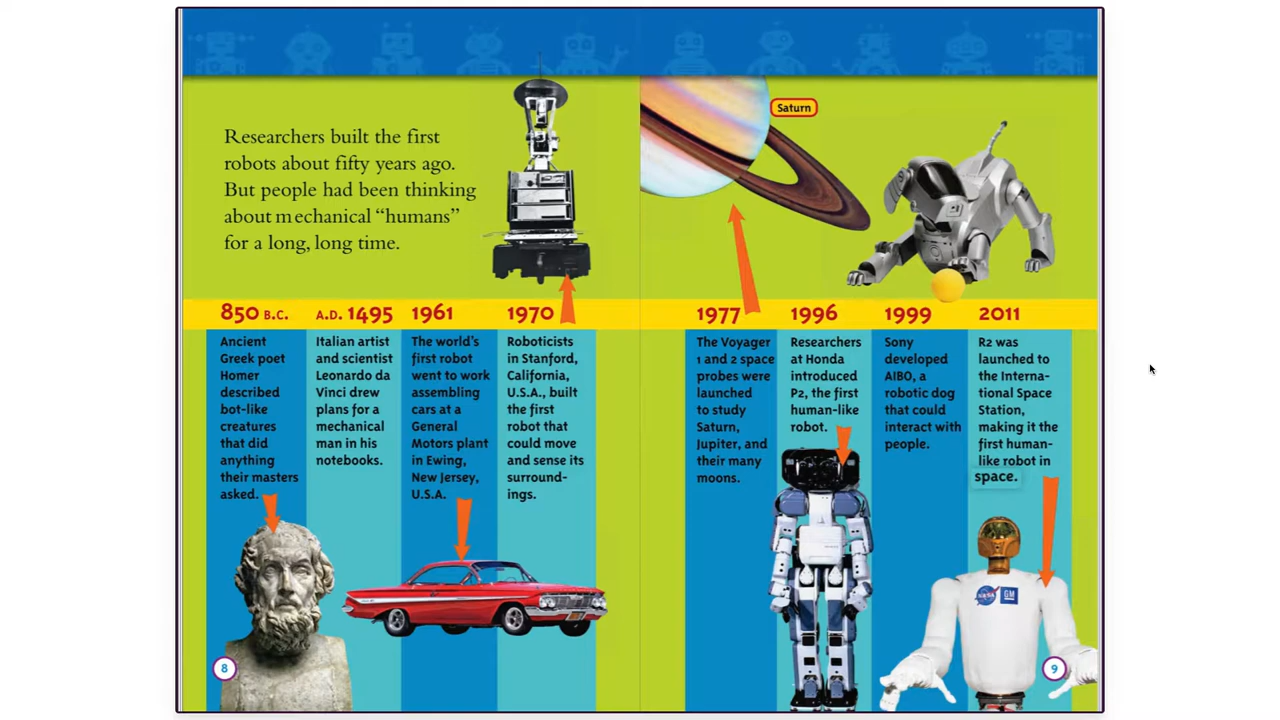 Researchers built the first
robots about fifty years ago.
But people had been thinking
about mechanical “humans”
for a long, long time.
Saturn
850 B.C.
Ancient
Greek poet
Homer
described
bot-like
creatures
that did
anything
their masters
asked.
A.D. 1495
Italian artist
and scientist
Leonardo da
Vinci drew
plans for a
mechanical
man in his
notebooks.
1961
The world's
first robot
went to work
assembling
cars at a
General
Motors plant
in Ewing,
New Jersey,
U.S.A.
1970
Roboticists
in Stanford,
California,
U.S.A., built
the first
robot that
could move
and sense its
surround-
ings.
1977
The Voyager
1 and 2 space
probes were
launched
to study
Saturn,
Jupiter, and
their many
moons.
1996
Researchers
at Honda
introduced
P2, the first
human-like
robot.
1999
Sony
developed
AIBO, a
robotic dog
that could
interact with
people.
2011
R2 was
launched to
the Interna-
tional Space
Station,
making it the
first human-
like robot in
space.
NASA
GM
8
9